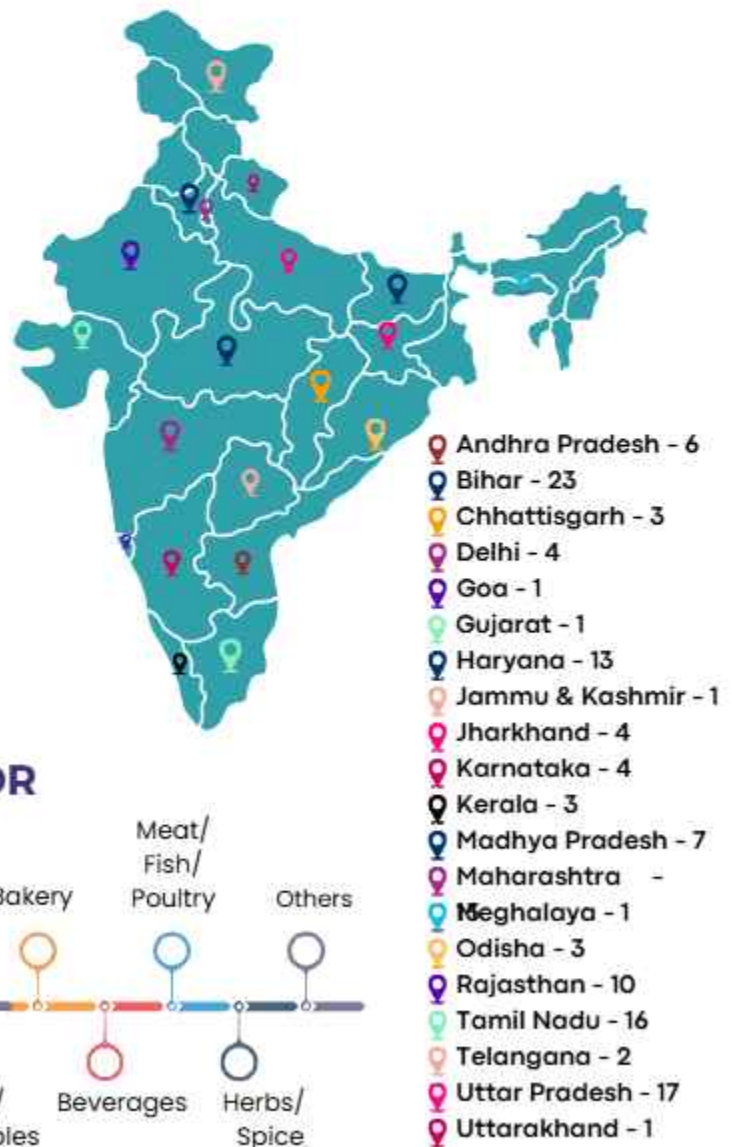 Andhra Pradesh - 6
Bihar - 23
Chhattisgarh - 3
Delhi - 4
Goa - 1
Gujarat - 1
Haryana - 13
Jammu & Kashmir - 1
Jharkhand - 4
Karnataka - 4
Kerala - 3
Madhya Pradesh - 7
Maharashtra -
Meghalaya - 1
Odisha - 3
Rajasthan - 10
Tamil Nadu - 16
Telangana - 2
Uttar Pradesh - 17
Uttarakhand - 1
OR
Meat/
Fish/
Poultry
Bakery
Others
Beverages
Herbs/
Spice